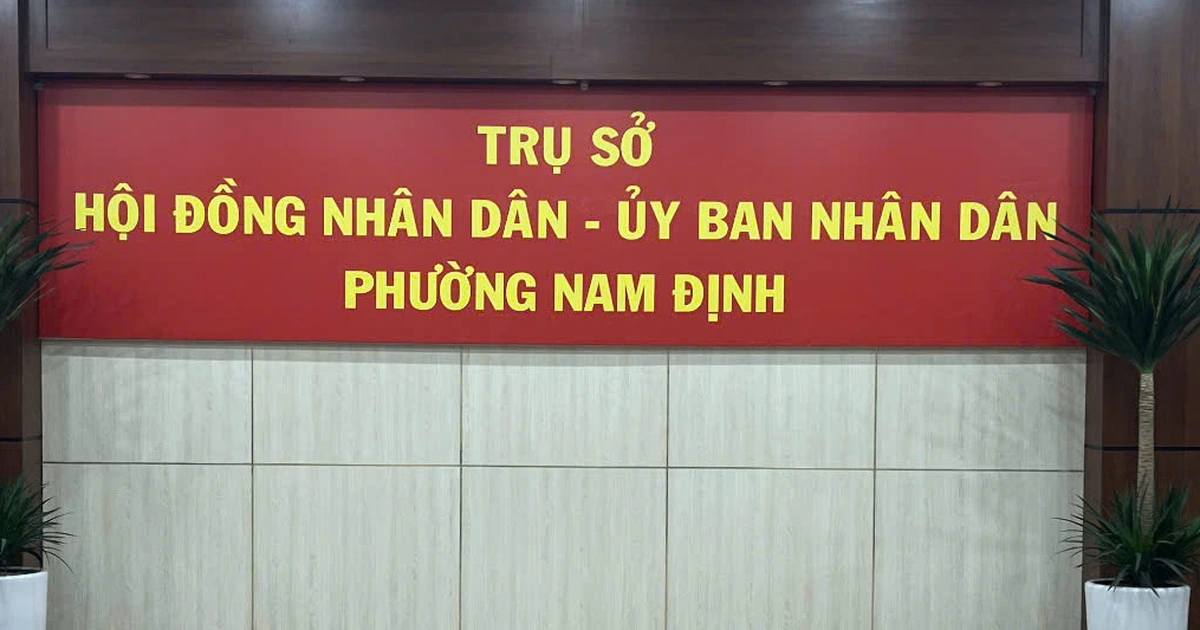 TRỤ SỞ
HỘI ĐỒNG NHÂN DÂN - ỦY BAN NHÂN DÂN
PHƯỜNG NAM ĐỊNH